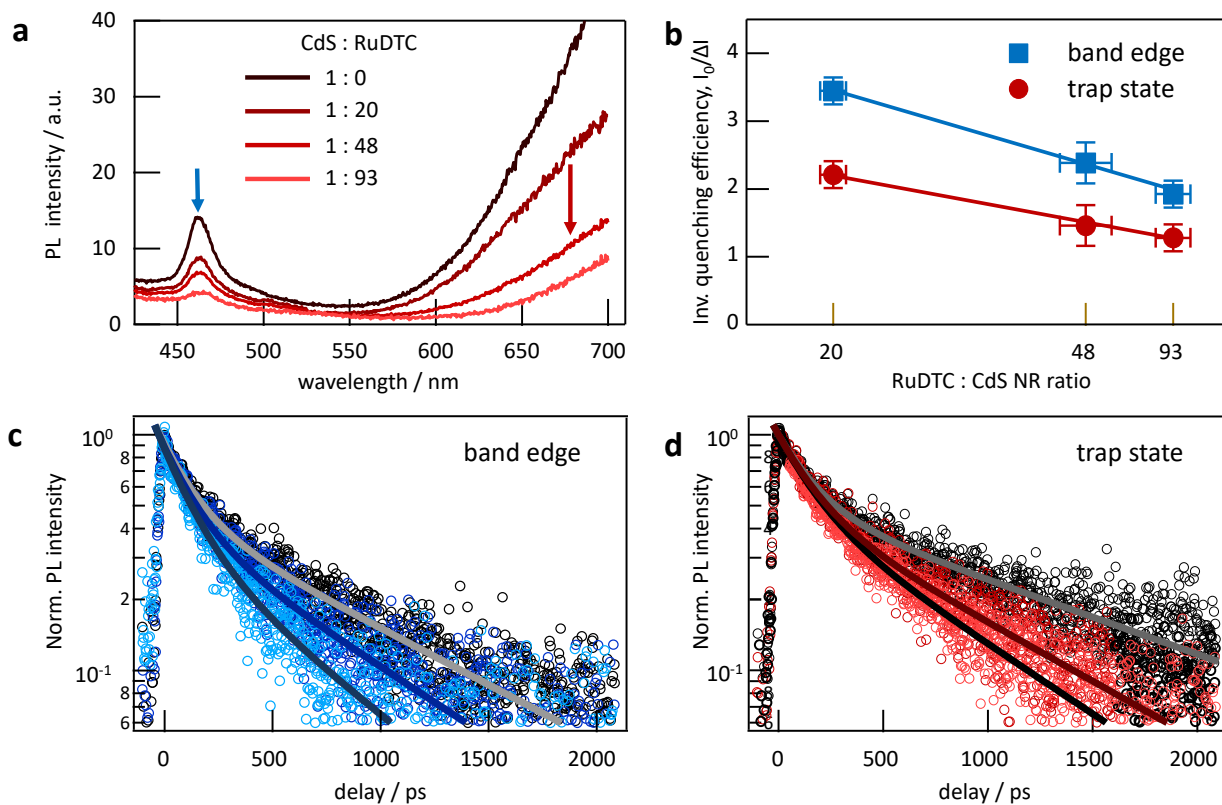 a
CdS : RuDTC
1 : 0
1 : 20
1 : 48
1 : 93
40
30
20
10
0
PL intensity / a.u.
450 500 550 600 650 700
wavelength / nm
b
band edge
trap state
4
3
2
1
0
Inv. quenching efficiency, I₀/ΔI
20 48 93
RuDTC : CdS NR ratio
c
band edge
10⁰
8
6
4
2
10⁻¹
8
6
Norm. PL intensity
0 500 1000 1500 2000
delay / ps
d
trap state
10⁰
8
6
4
2
10⁻¹
8
6
Norm. PL intensity
0 500 1000 1500 2000
delay / ps